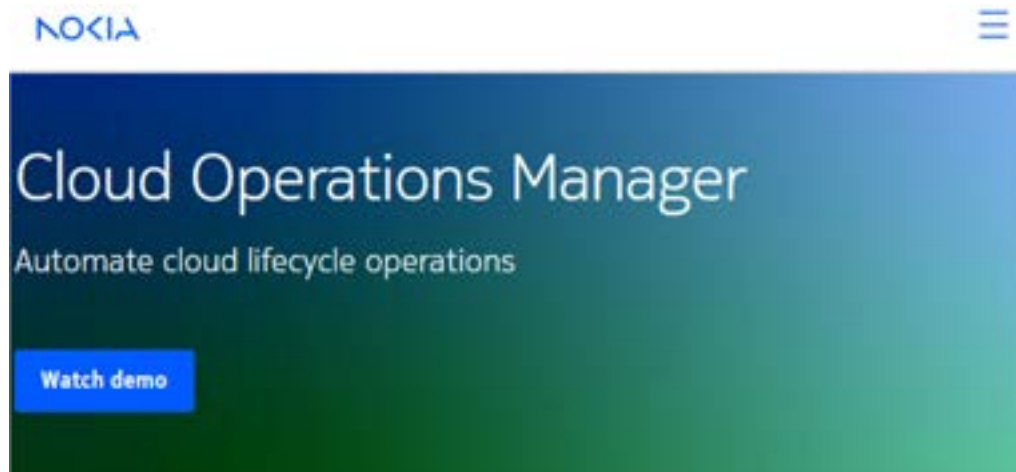 NOKIA
Cloud Operations Manager
Automate cloud lifecycle operations
Watch demo